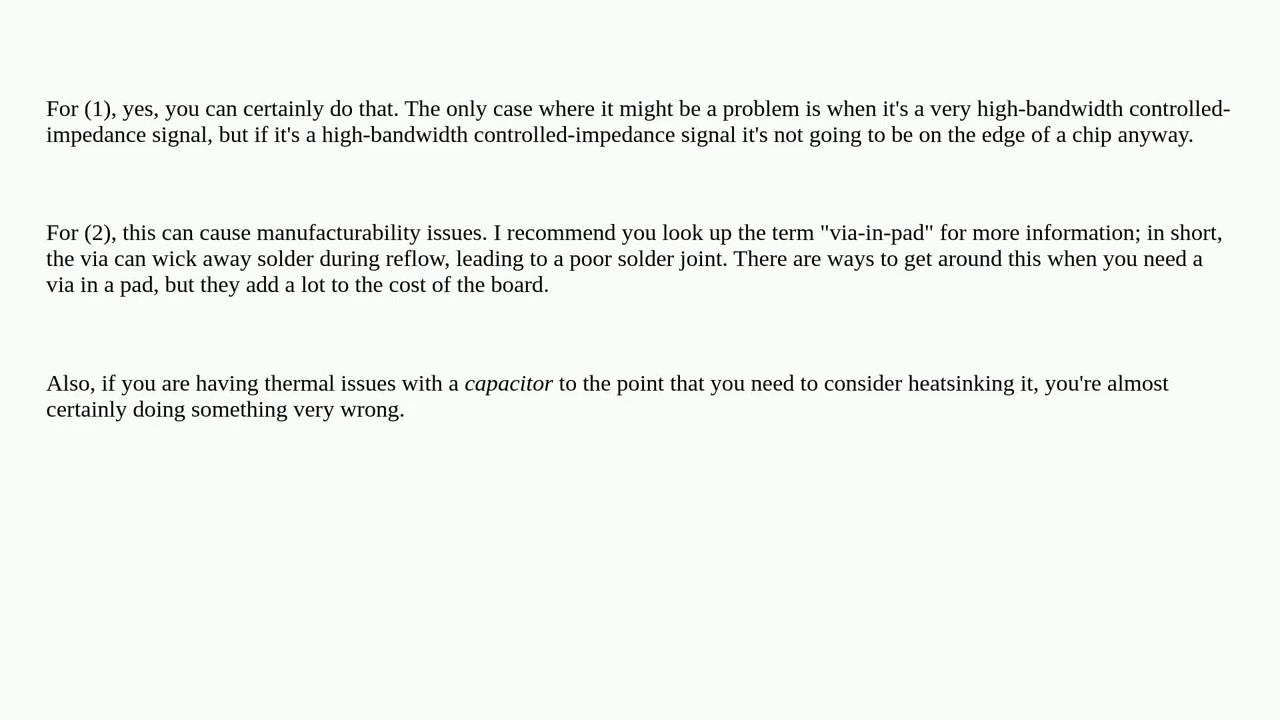 For (1), yes, you can certainly do that. The only case where it might be a problem is when it's a very high-bandwidth controlled-
impedance signal, but if it's a high-bandwidth controlled-impedance signal it's not going to be on the edge of a chip anyway.
For (2), this can cause manufacturability issues. I recommend you look up the term "via-in-pad" for more information; in short,
the via can wick away solder during reflow, leading to a poor solder joint. There are ways to get around this when you need a
via in a pad, but they add a lot to the cost of the board.
Also, if you are having thermal issues with a capacitor to the point that you need to consider heatsinking it, you're almost
certainly doing something very wrong.